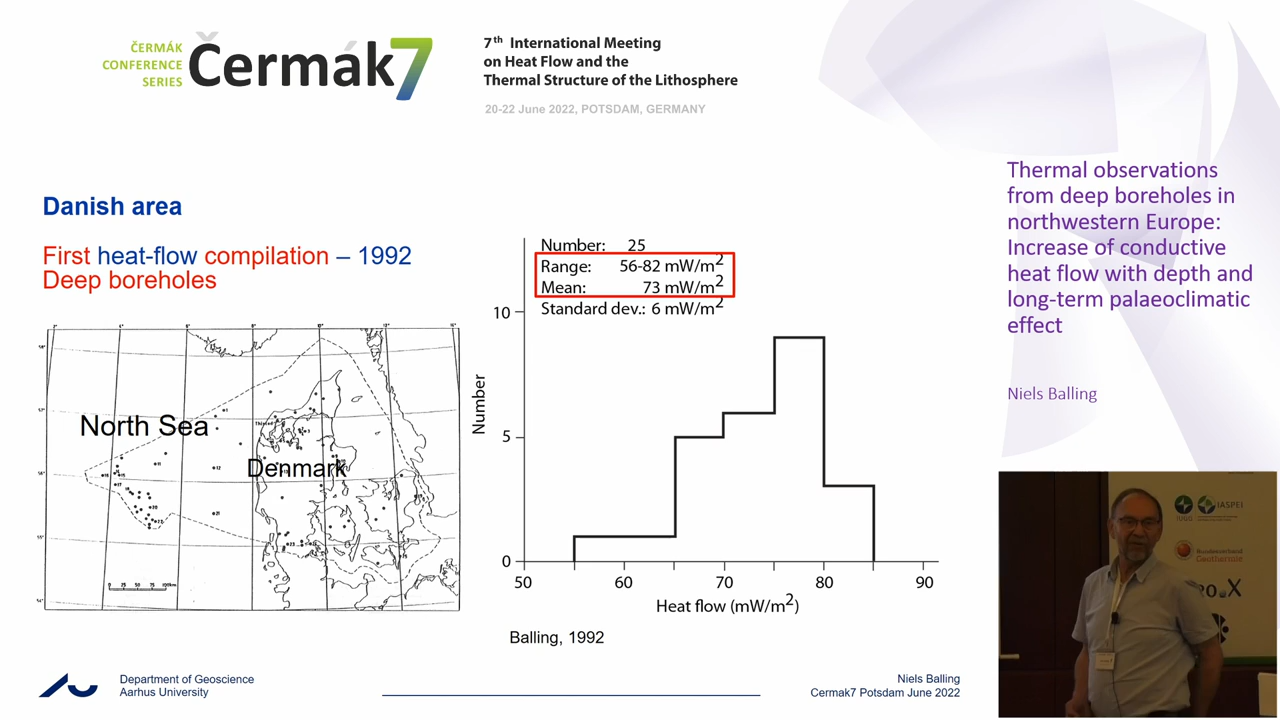 ČERMÁK
CONFERENCE
SERIES
Čermák7
7th International Meeting
on Heat Flow and the
Thermal Structure of the Lithosphere
20-22 June 2022, POTSDAM, GERMANY
Danish area
First heat-flow compilation – 1992
Deep boreholes
North Sea
Denmark
Number: 25
Range: 56-82 mW/m2
Mean: 73 mW/m2
Standard dev.: 6 mW/m2
10
5
0
Number
50 60 70 80 90
Heat flow (mW/m2)
Balling, 1992
Department of Geoscience
Aarhus University
Niels Balling
Cermak7 Potsdam June 2022
Thermal observations
from deep boreholes in
northwestern Europe:
Increase of conductive
heat flow with depth and
long-term palaeoclimatic
effect
Niels Balling
IUGG
IASPEI
Bundesverband
Geothermie